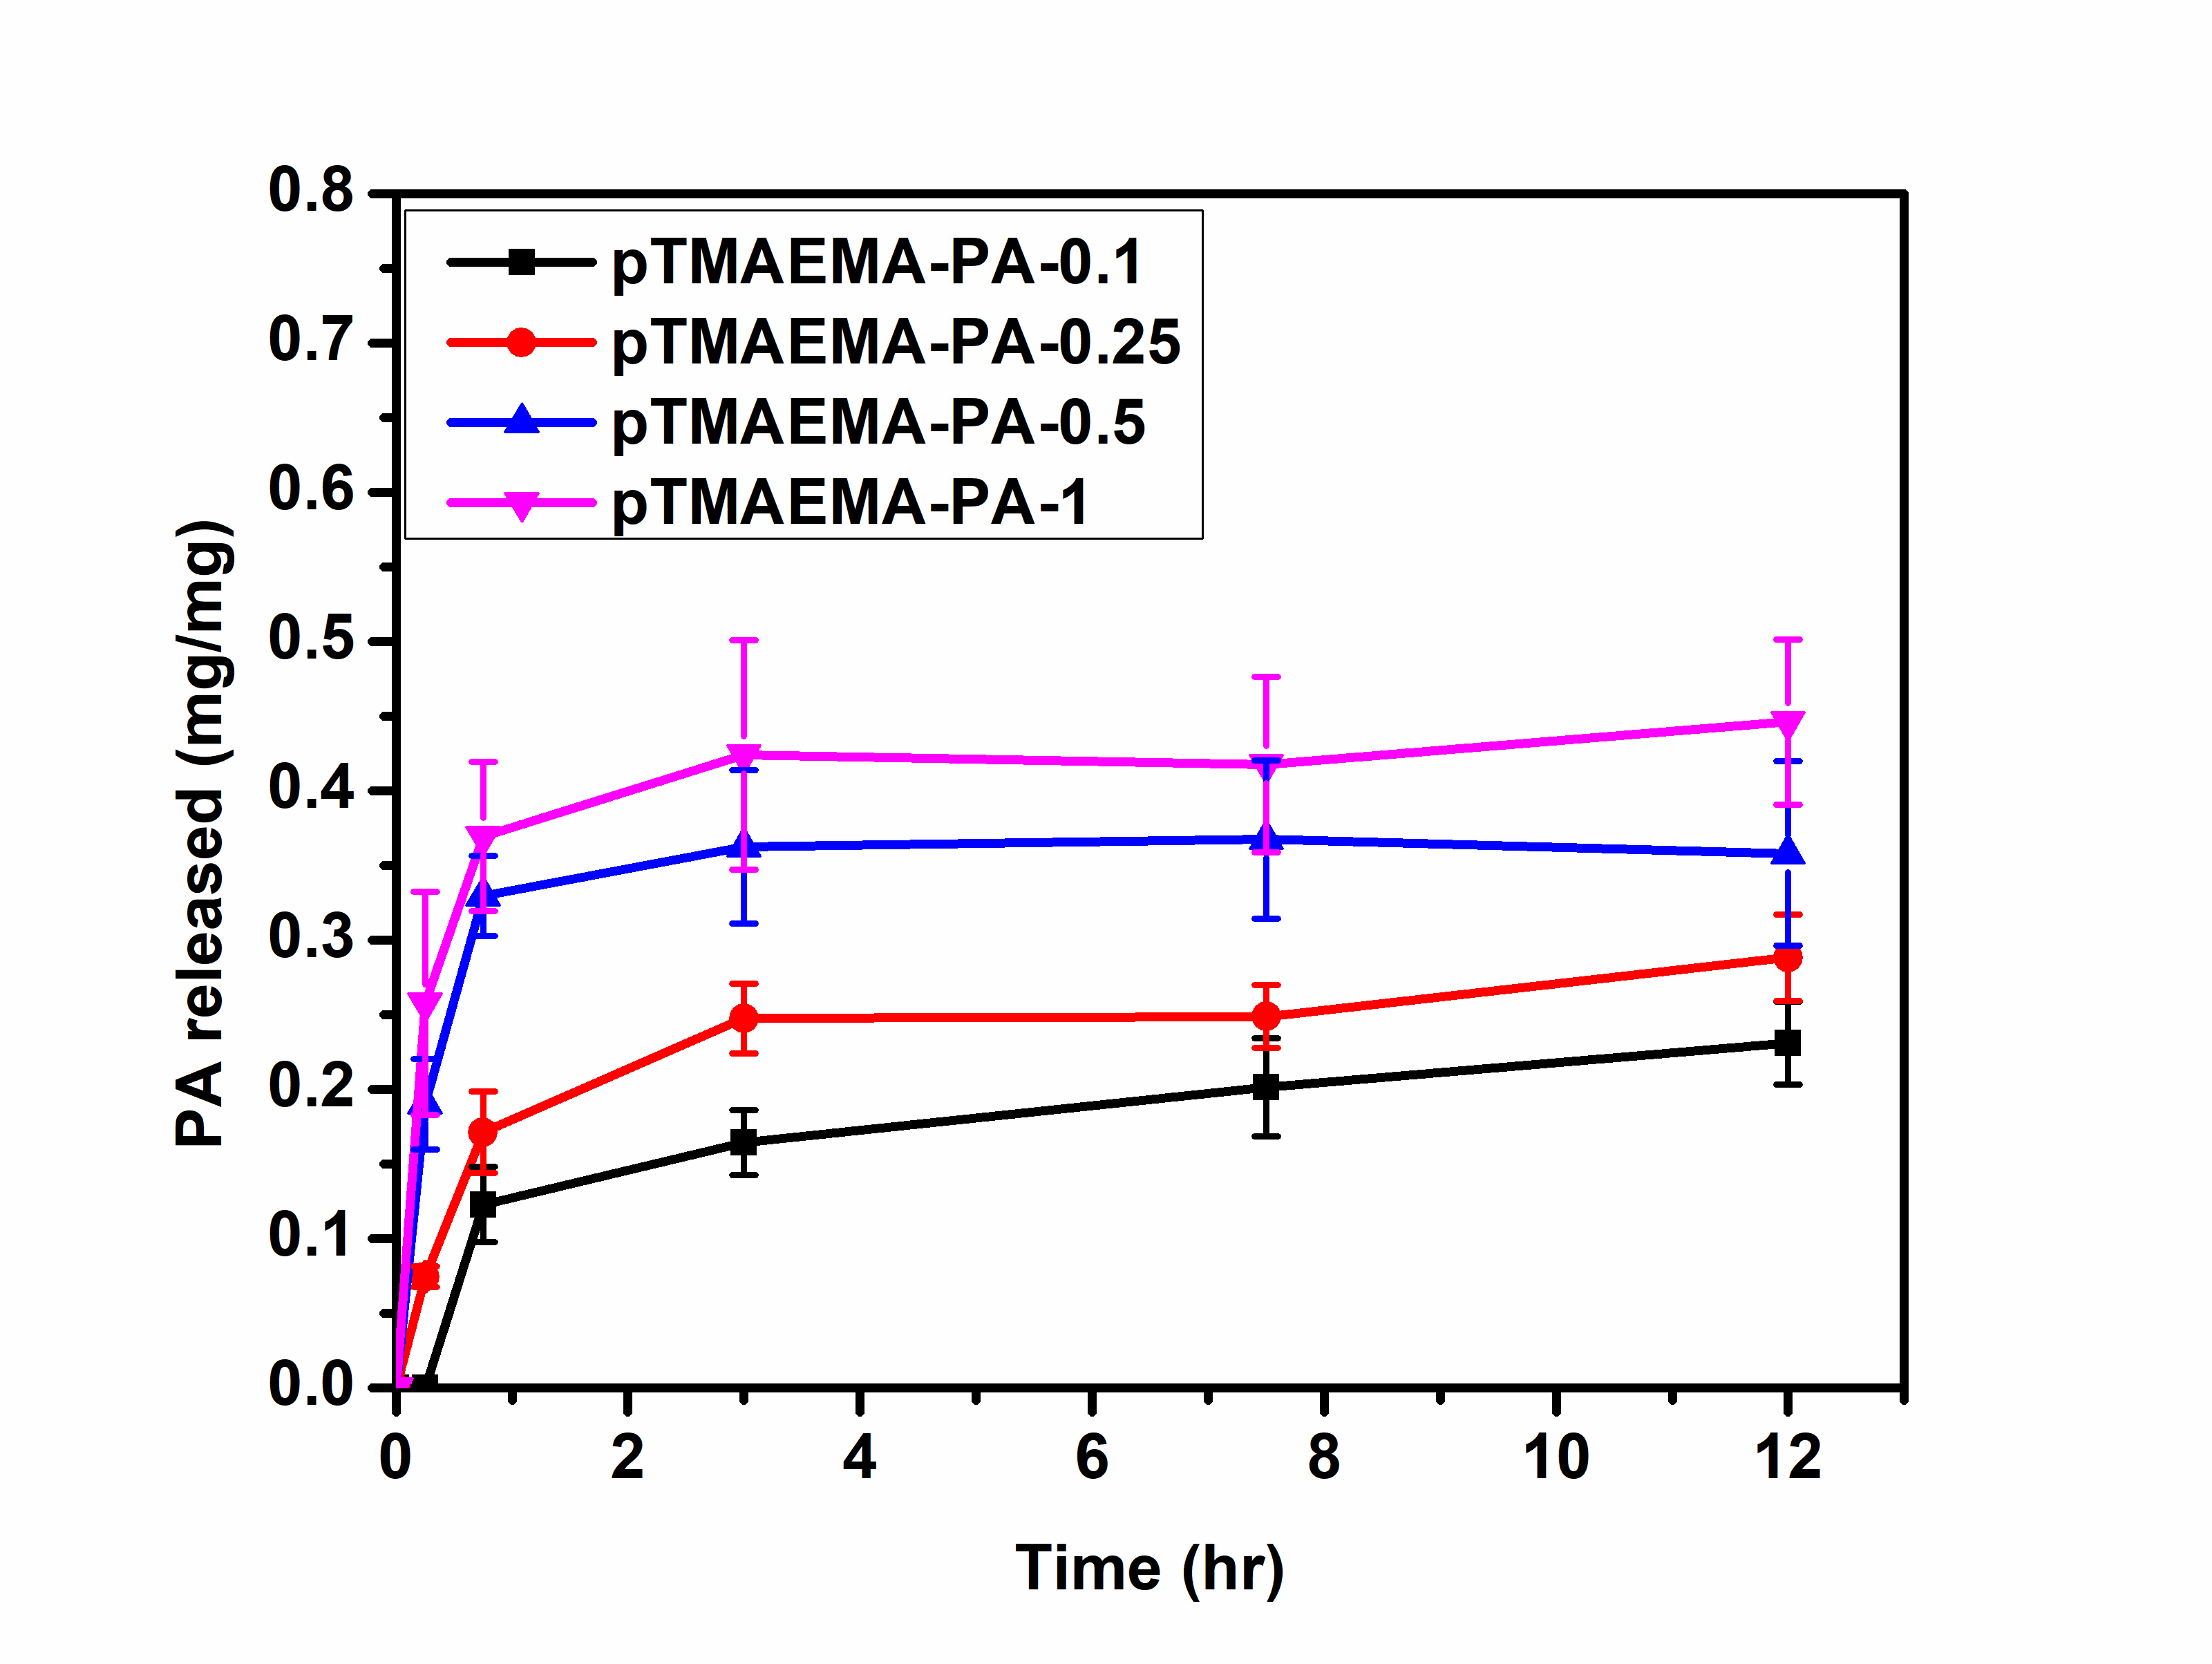 0.8
0.7
0.6
0.5
0.4
0.3
0.2
0.1
0.0
PA released (mg/mg)
pTMAEMA-PA-0.1
pTMAEMA-PA-0.25
pTMAEMA-PA-0.5
pTMAEMA-PA-1
0 2 4 6 8 10 12
Time (hr)